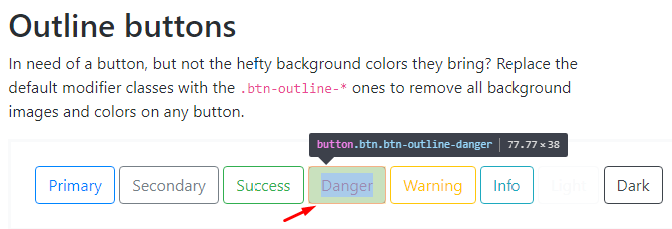 Outline buttons
In need of a button, but not the hefty background colors they bring? Replace the
default modifier classes with the .btn-outline-* ones to remove all background
images and colors on any button.
button.btn.btn-outline-danger 77.77×38
Primary Secondary Success Danger Warning Info Light Dark